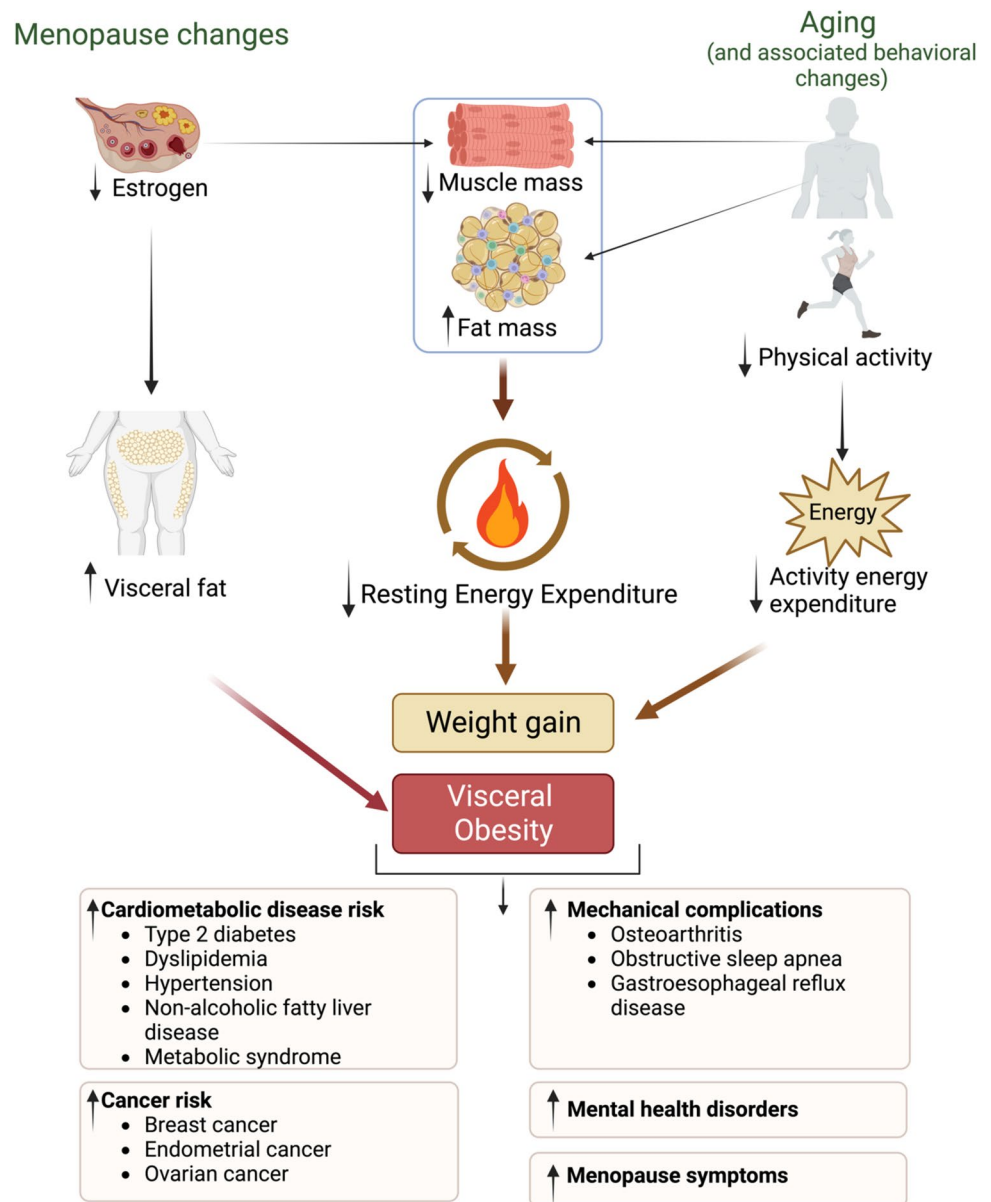 Menopause changes
Aging
(and associated behavioral
changes)
↓ Estrogen
↓ Muscle mass
↑ Fat mass
↓ Physical activity
↑ Visceral fat
↓ Resting Energy Expenditure
Energy
↓ Activity energy
expenditure
Weight gain
Visceral
Obesity
↑ Cardiometabolic disease risk
• Type 2 diabetes
• Dyslipidemia
• Hypertension
• Non-alcoholic fatty liver
disease
• Metabolic syndrome
↑ Cancer risk
• Breast cancer
• Endometrial cancer
• Ovarian cancer
↑ Mechanical complications
• Osteoarthritis
• Obstructive sleep apnea
• Gastroesophageal reflux
disease
↑ Mental health disorders
↑ Menopause symptoms